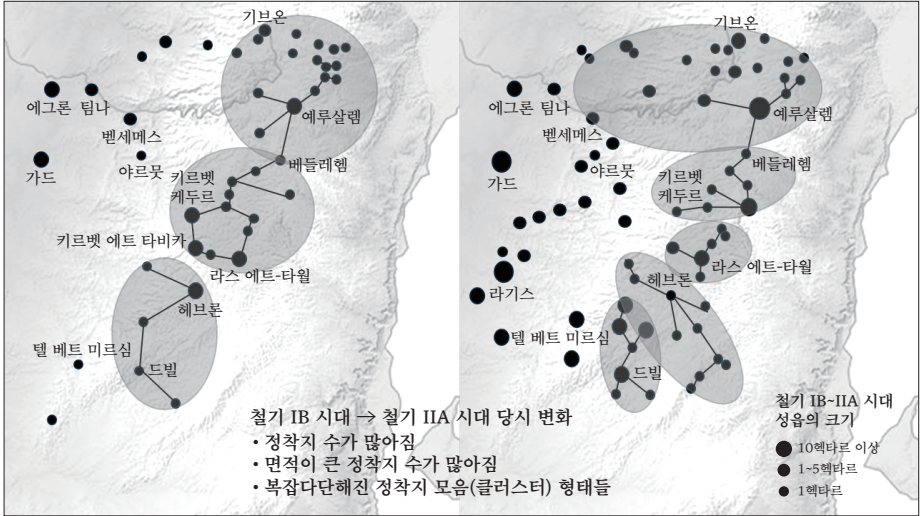 기브온
에그론
팀나
예루살렘
벧세메스
가드
야르뭇
베들레헴
키르벳
케두르
키르벳 에트 타비카
라스 에트-타월
헤브론
텔 베트 미르심
드빌
기브온
에그론
팀나
예루살렘
벧세메스
가드
야르뭇
베들레헴
키르벳
케두르
라스 에트-타월
헤브론
라기스
텔 베트 미르심
드빌
철기 IB 시대 → 철기 IIA 시대 당시 변화
• 정착지 수가 많아짐
• 면적이 큰 정착지 수가 많아짐
• 복잡다단해진 정착지 모음(클러스터) 형태들
철기 IB~IIA 시대
성읍의 크기
10헥타르 이상
1~5헥타르
1헥타르